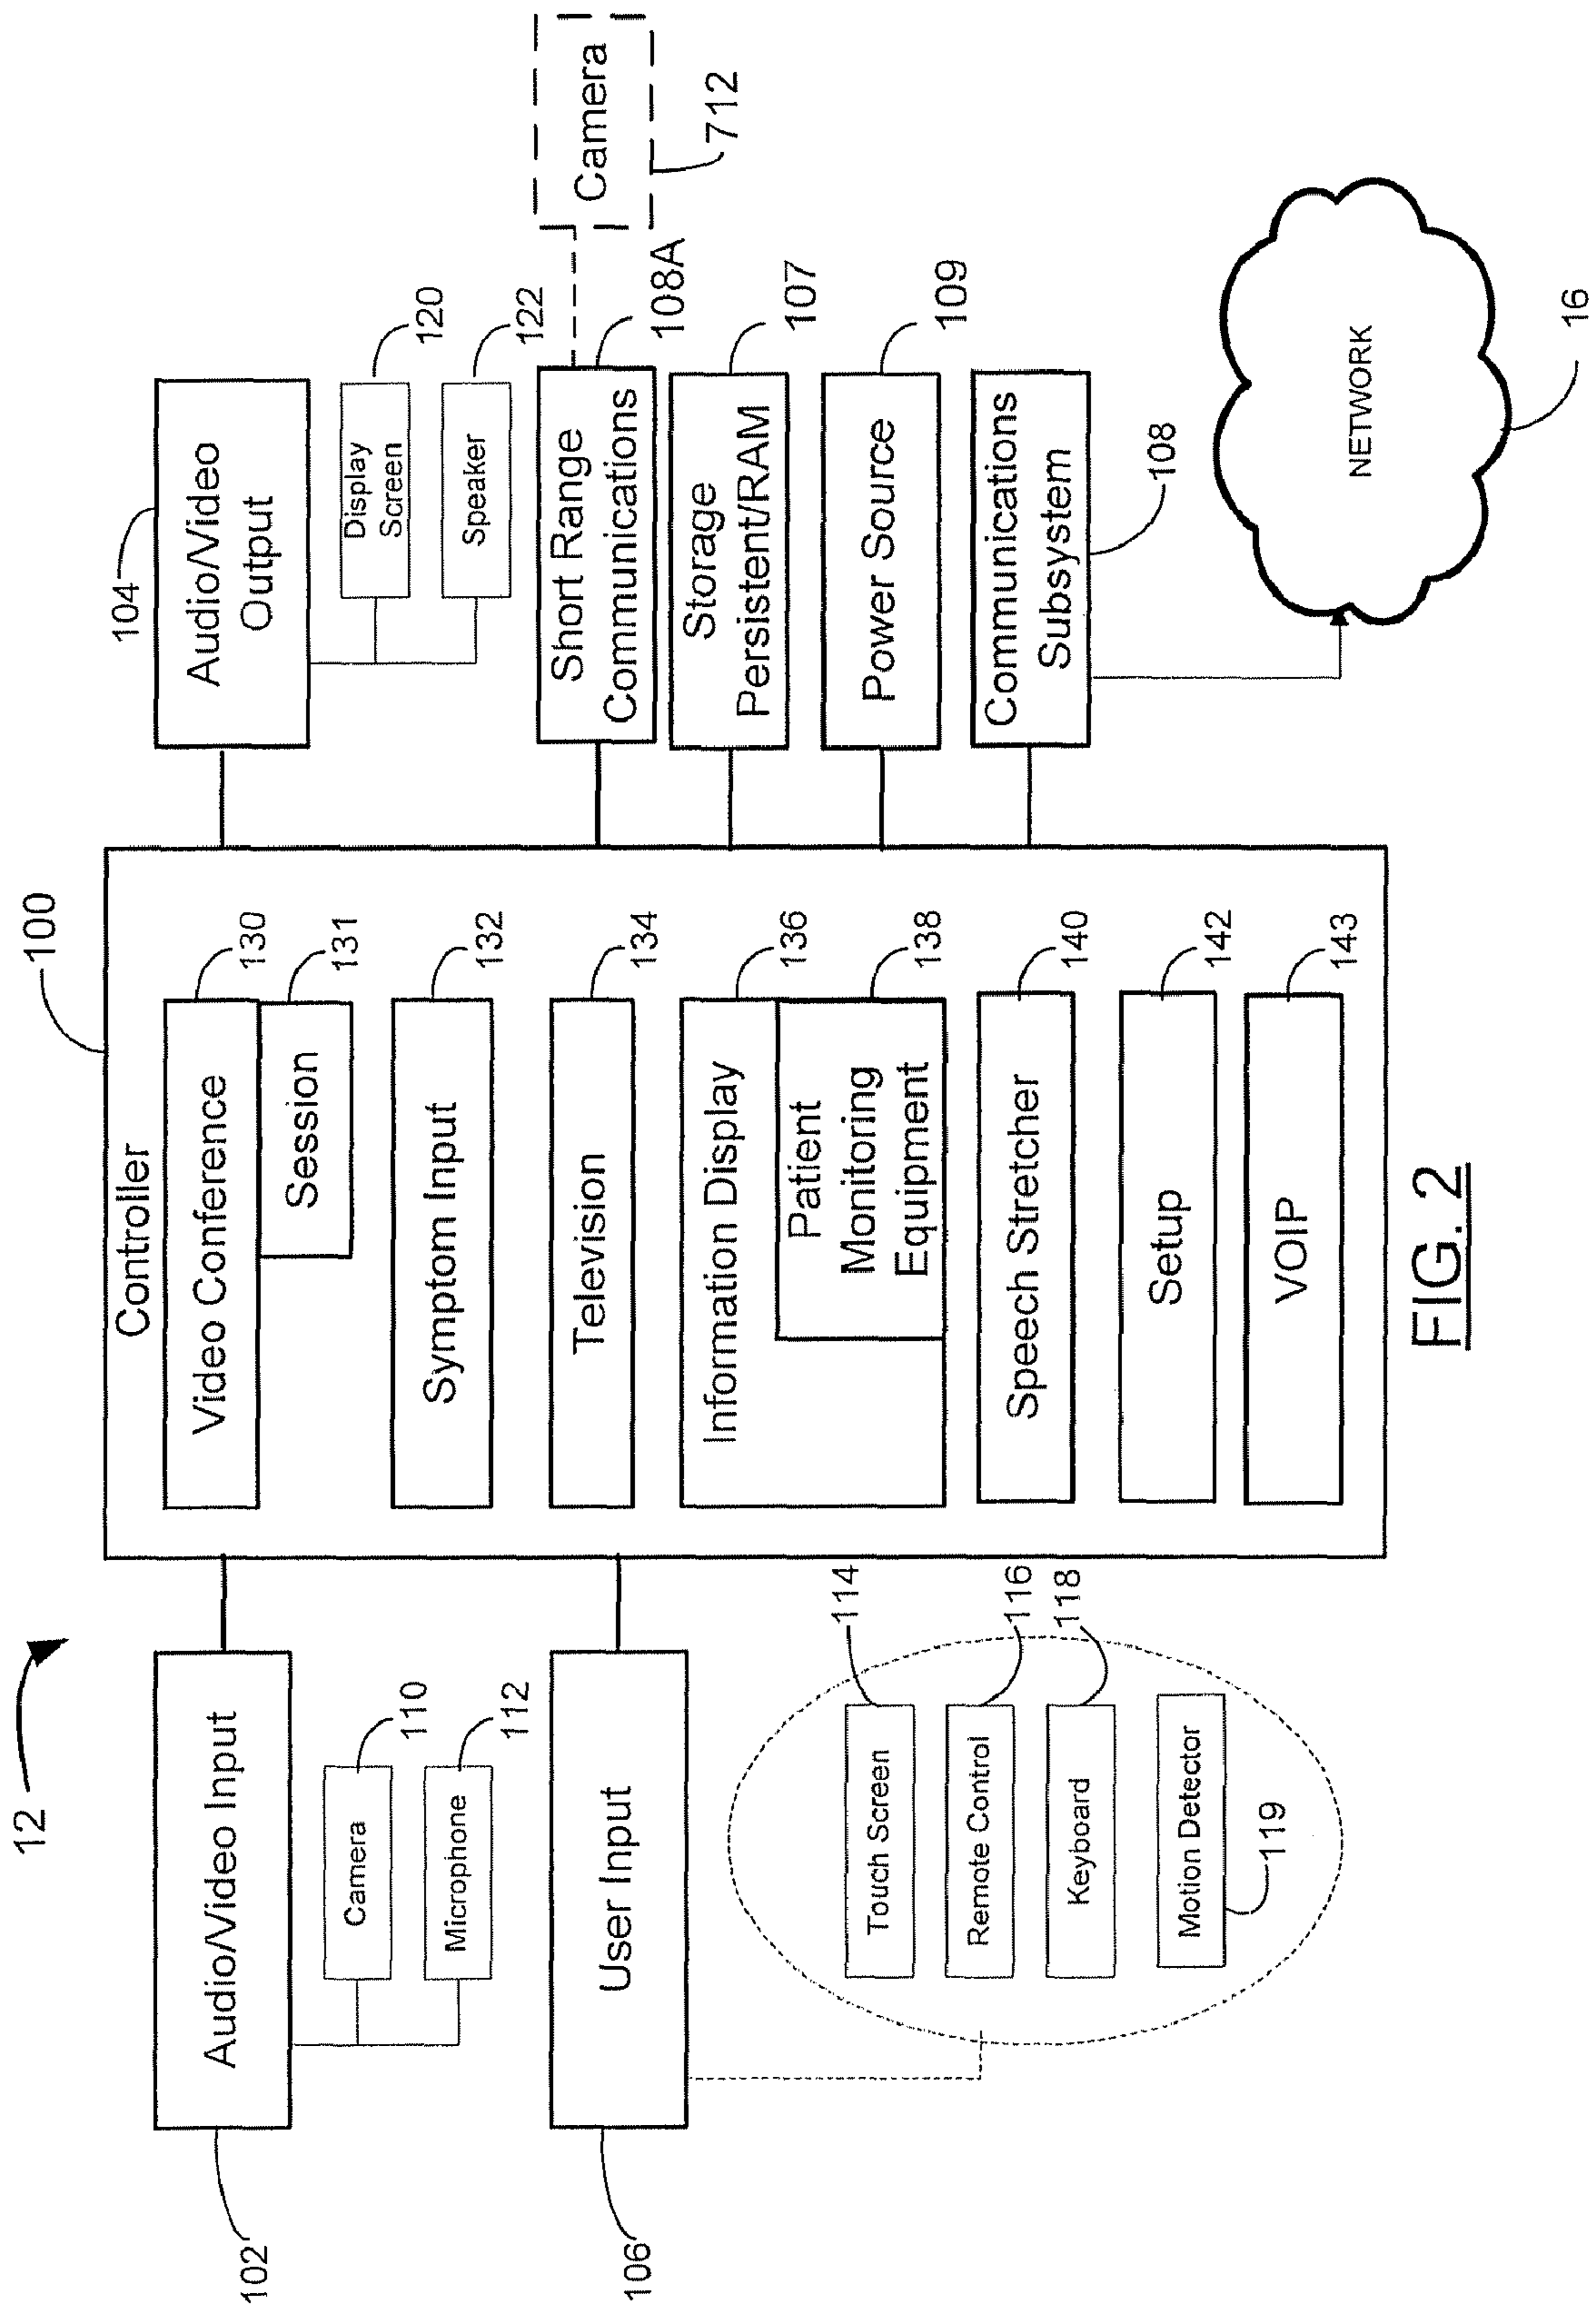 12
102
Audio/Video Input
Camera
110
Microphone
112
106
User Input
Touch Screen
114
Remote Control
116
Keyboard
118
Motion Detector
119
100
Controller
Video Conference
130
Session
131
Symptom Input
132
Television
134
Information Display
136
Patient
Monitoring
Equipment
138
Speech Stretcher
140
Setup
142
VOIP
143
104
Audio/Video
Output
Display
Screen
120
Speaker
122
Short Range
Communications
108A
Camera
712
Storage
Persistent/RAM
107
Power Source
109
Communications
Subsystem
108
NETWORK
16
FIG. 2